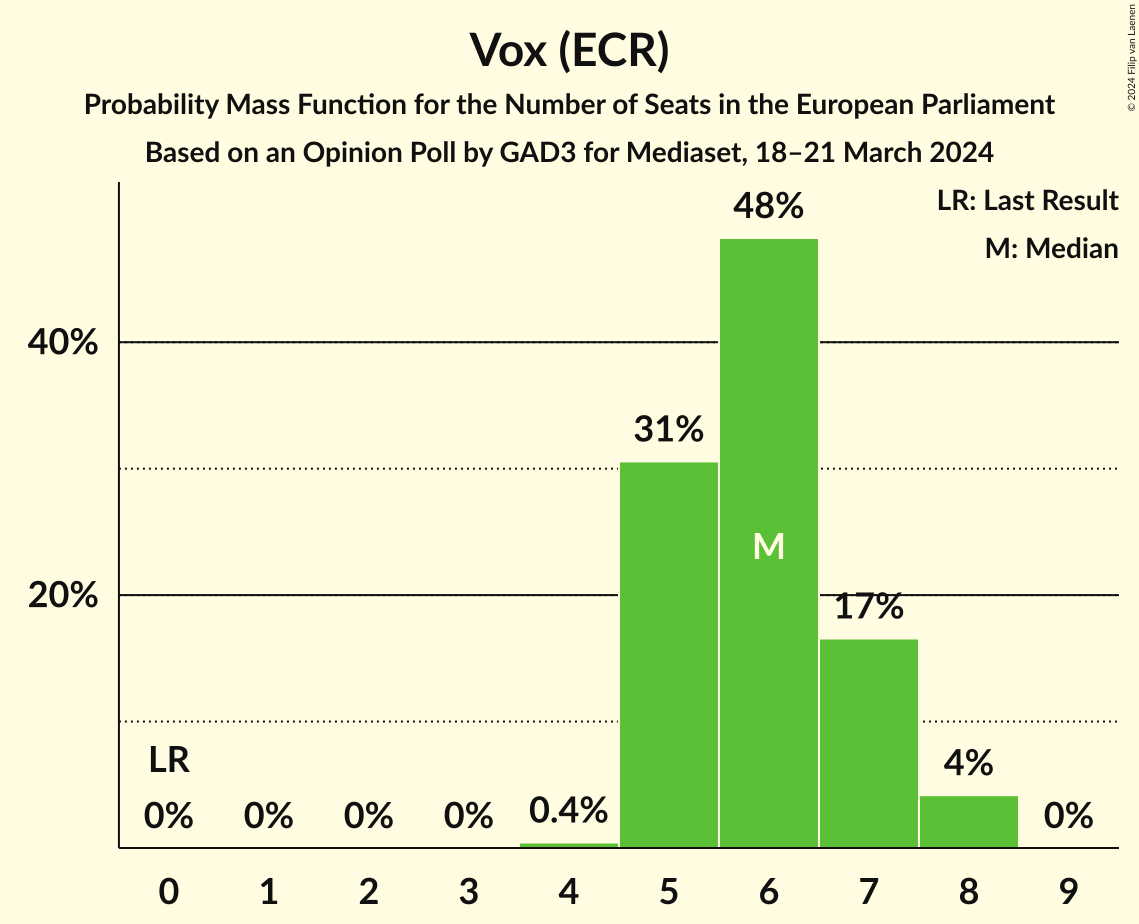 Vox (ECR)
Probability Mass Function for the Number of Seats in the European Parliament
Based on an Opinion Poll by GAD3 for Mediaset, 18–21 March 2024
© 2024 Filip van Laenen
LR: Last Result
M: Median
48%
40%
31%
M
20%
17%
LR
4%
0% 0% 0% 0% 0.4% 0%
0 1 2 3 4 5 6 7 8 9